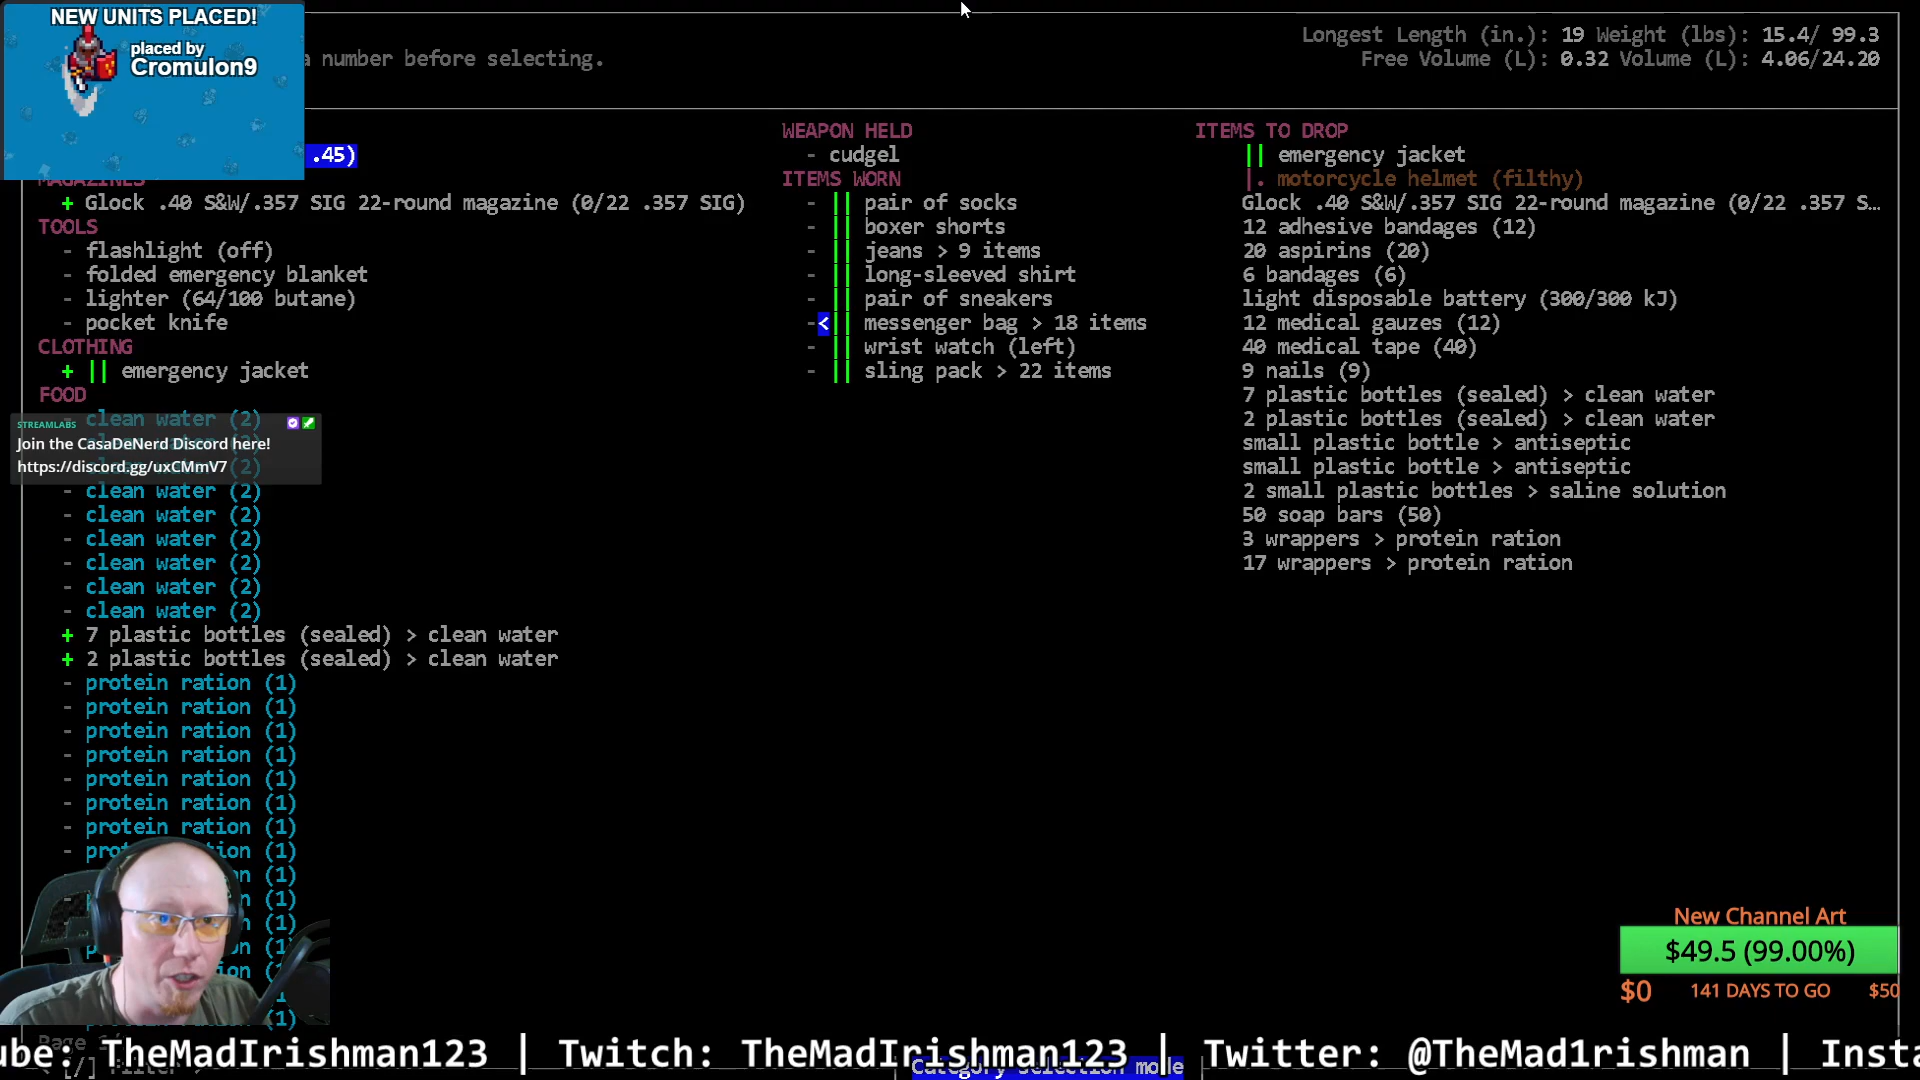 NEW UNITS PLACED!
placed by
Cromulon9
a number before selecting.
Longest Length (in.): 19 Weight (lbs): 15.4/ 99.3
Free Volume (L): 0.32 Volume (L): 4.06/24.20
.45)
MAGAZINES
+ Glock .40 S&W/.357 SIG 22-round magazine (0/22 .357 SIG)
TOOLS
- flashlight (off)
- folded emergency blanket
- lighter (64/100 butane)
- pocket knife
CLOTHING
+ || emergency jacket
FOOD
- clean water (2)
STREAMLABS
Join the CasaDeNerd Discord here!
https://discord.gg/uxCMmV7
- clean water (2)
- clean water (2)
- clean water (2)
- clean water (2)
- clean water (2)
- clean water (2)
+ 7 plastic bottles (sealed) > clean water
+ 2 plastic bottles (sealed) > clean water
- protein ration (1)
- protein ration (1)
- protein ration (1)
- protein ration (1)
- protein ration (1)
- protein ration (1)
- protein ration (1)
WEAPON HELD
- cudgel
ITEMS WORN
- || pair of socks
- || boxer shorts
- || jeans > 9 items
- || long-sleeved shirt
- || pair of sneakers
-<|| messenger bag > 18 items
- || wrist watch (left)
- || sling pack > 22 items
ITEMS TO DROP
|| emergency jacket
|. motorcycle helmet (filthy)
Glock .40 S&W/.357 SIG 22-round magazine (0/22 .357 S…
12 adhesive bandages (12)
20 aspirins (20)
6 bandages (6)
light disposable battery (300/300 kJ)
12 medical gauzes (12)
40 medical tape (40)
9 nails (9)
7 plastic bottles (sealed) > clean water
2 plastic bottles (sealed) > clean water
small plastic bottle > antiseptic
small plastic bottle > antiseptic
2 small plastic bottles > saline solution
50 soap bars (50)
3 wrappers > protein ration
17 wrappers > protein ration
New Channel Art
$49.5 (99.00%)
$0 141 DAYS TO GO $50
ube: TheMadIrishman123 | Twitch: TheMadIrishman123 | Twitter: @TheMad1rishman | Insta
Category selection mode